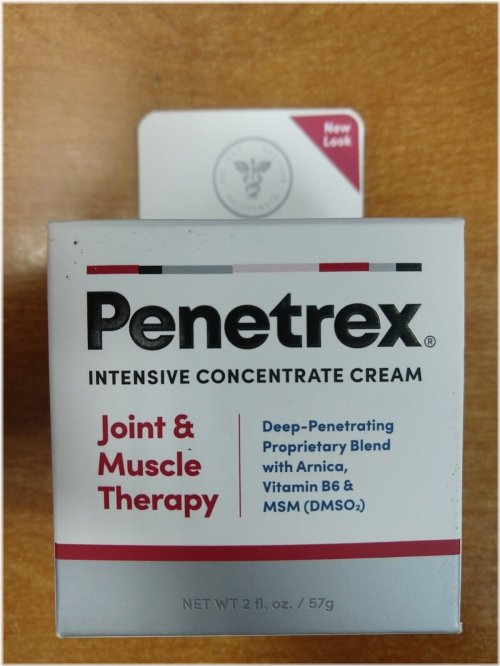 New
Look
Penetrex®
INTENSIVE CONCENTRATE CREAM
Joint &
Muscle
Therapy
Deep-Penetrating
Proprietary Blend
with Arnica,
Vitamin B6 &
MSM (DMSO₂)
NET WT 2 fl. oz. / 57g